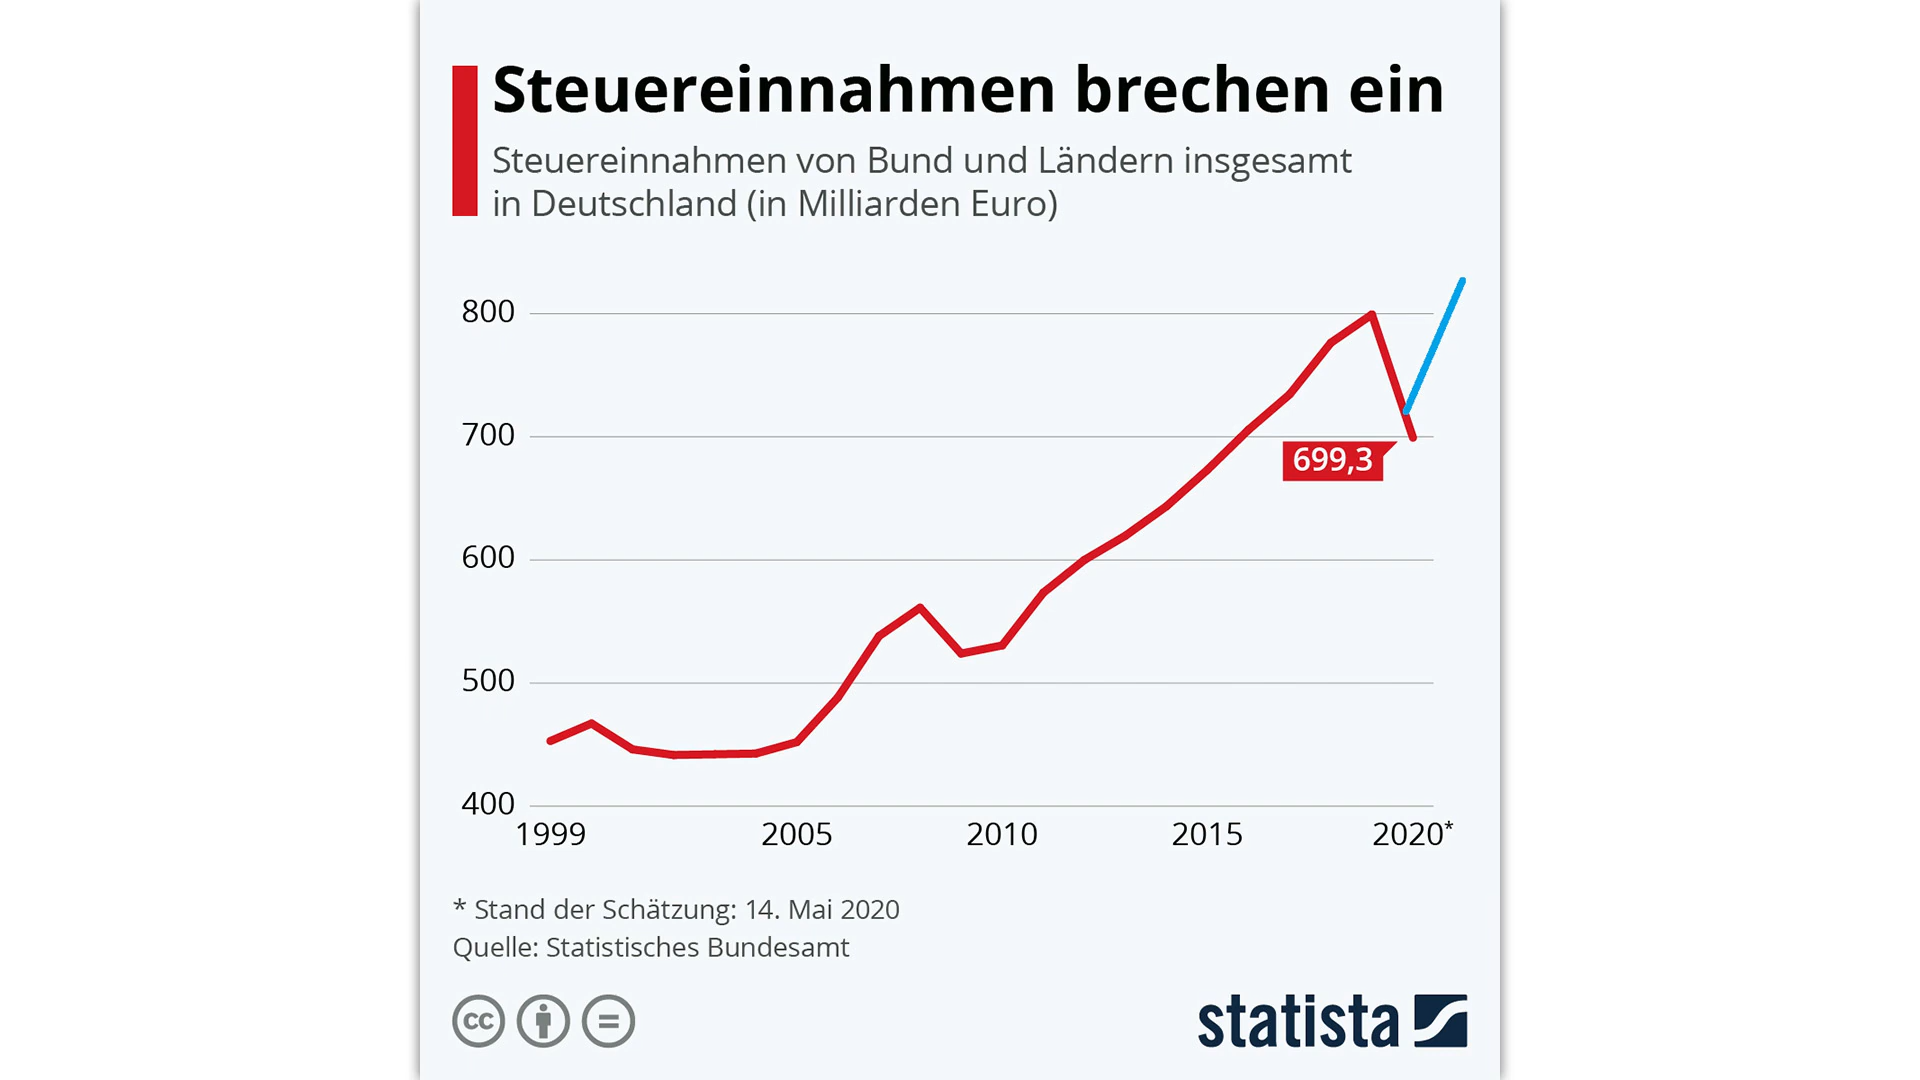 Steuereinnahmen brechen ein
Steuereinnahmen von Bund und Ländern insgesamt
in Deutschland (in Milliarden Euro)
800
700
699,3
600
500
400
1999 2005 2010 2015 2020*
* Stand der Schätzung: 14. Mai 2020
Quelle: Statistisches Bundesamt
cc =
statista